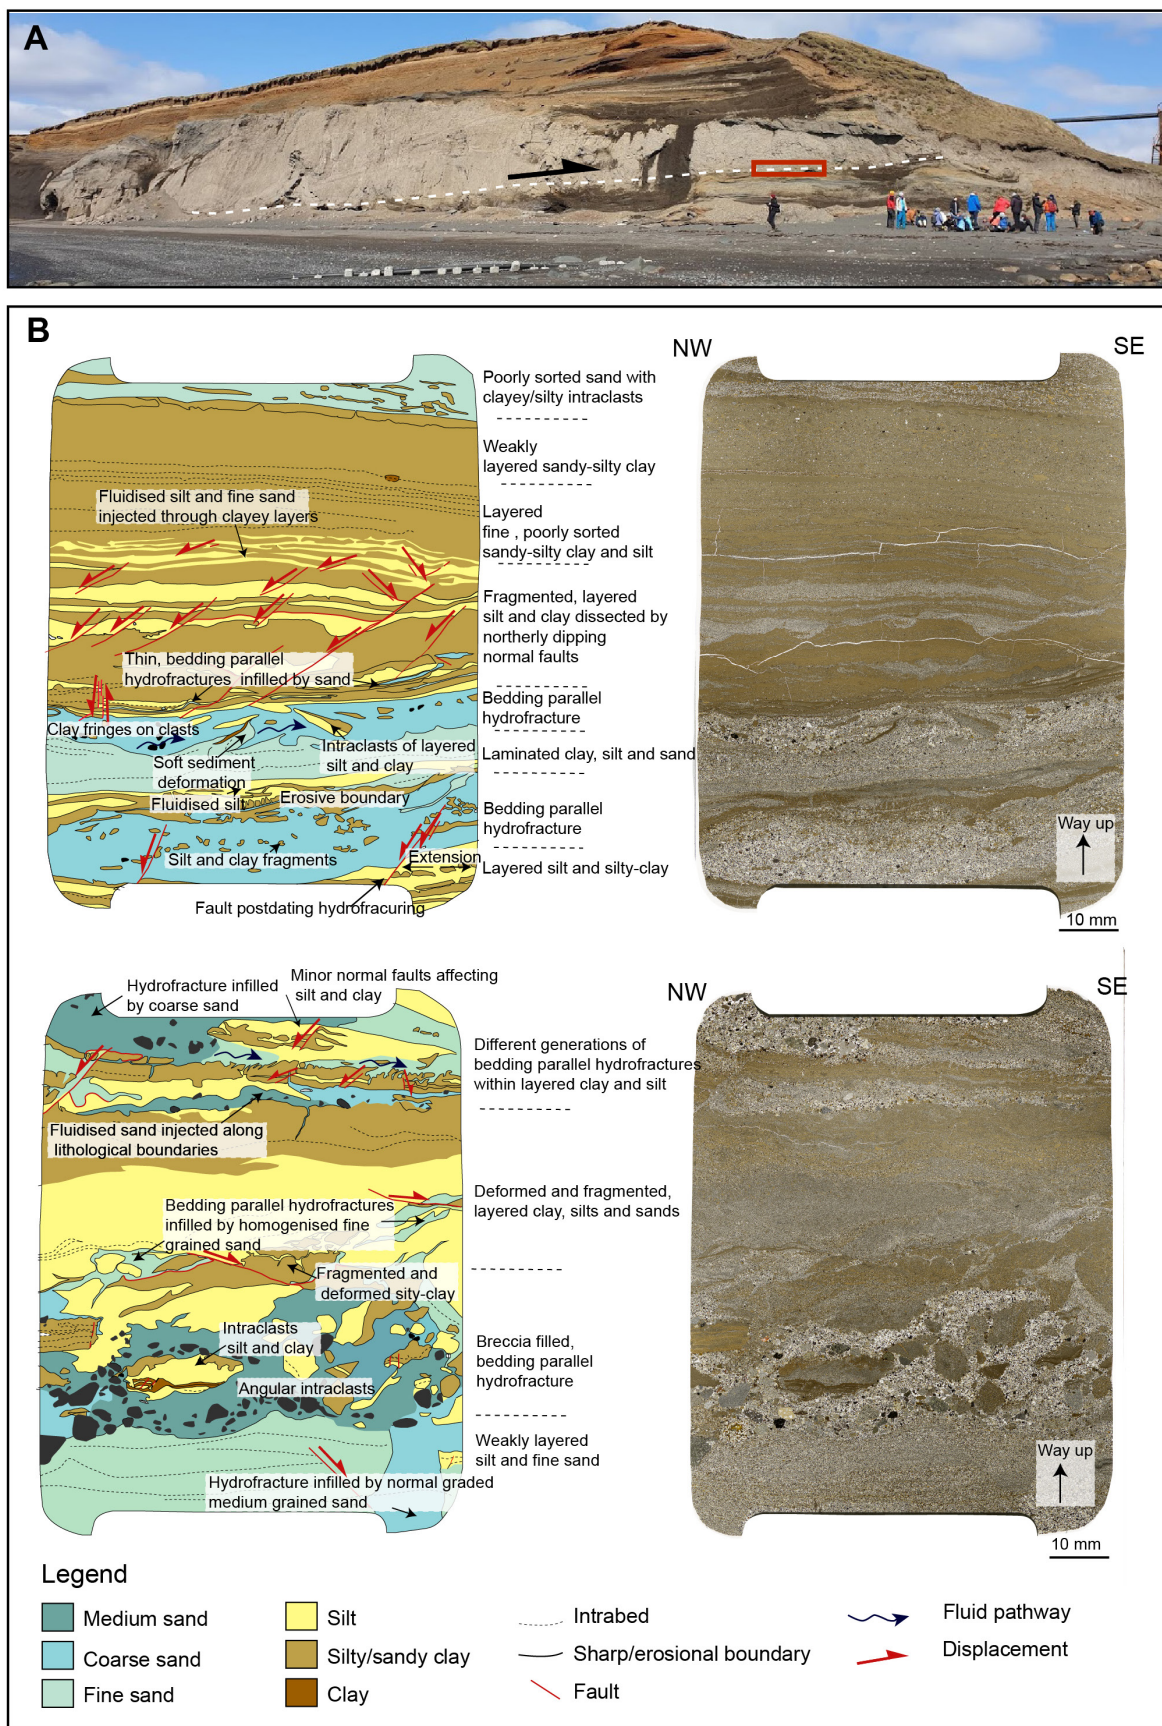 A
B
NW
SE
Poorly sorted sand with
clayey/silty intraclasts
Weakly
layered sandy-silty clay
Fluidised silt and fine sand
injected through clayey layers
Layered
fine , poorly sorted
sandy-silty clay and silt
Fragmented, layered
silt and clay dissected by
northerly dipping
normal faults
Thin, bedding parallel
hydrofractures infilled by sand
Bedding parallel
hydrofracture
Clay fringes on clasts
Intraclasts of layered
silt and clay
Laminated clay, silt and sand
Soft sediment
deformation
Fluidised silt
Erosive boundary
Bedding parallel
hydrofracture
Way up
Silt and clay fragments
Extension
Layered silt and silty-clay
Fault postdating hydrofracuring
10 mm
NW
SE
Hydrofracture infilled
by coarse sand
Minor normal faults affecting
silt and clay
Different generations of
bedding parallel hydrofractures
within layered clay and silt
Fluidised sand injected along
lithological boundaries
Bedding parallel hydrofractures
infilled by homogenised fine
grained sand
Deformed and fragmented,
layered clay, silts and sands
Fragmented and
deformed sity-clay
Intraclasts
silt and clay
Breccia filled,
bedding parallel
hydrofracture
Angular intraclasts
Weakly layered
silt and fine sand
Way up
Hydrofracture infilled by normal graded
medium grained sand
10 mm
Legend
Medium sand
Silt
Intrabed
Fluid pathway
Coarse sand
Silty/sandy clay
Sharp/erosional boundary
Displacement
Fine sand
Clay
Fault